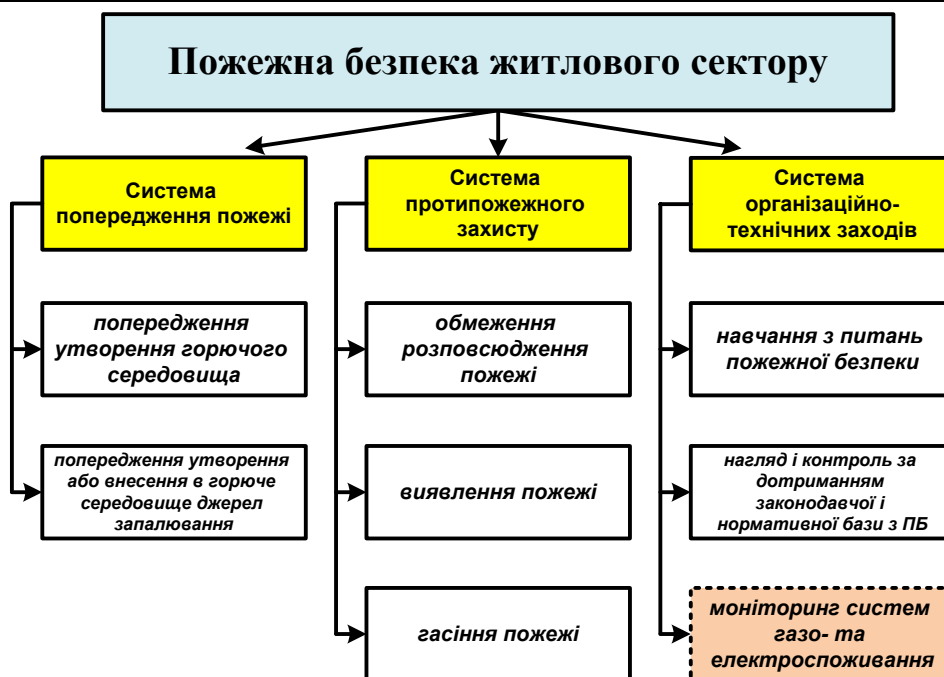 Пожежна безпека житлового сектору
Система
попередження пожежі
попередження
утворення горючого
середовища
попередження утворення
або внесення в горюче
середовище джерел
запалювання
Система
протипожежного
захисту
обмеження
розповсюдження
пожежі
виявлення пожежі
гасіння пожежі
Система
організаційно-
технічних заходів
навчання з питань
пожежної безпеки
нагляд і контроль за
дотриманням
законодавчої і
нормативної бази з ПБ
моніторинг систем
газо- та
електроспоживання